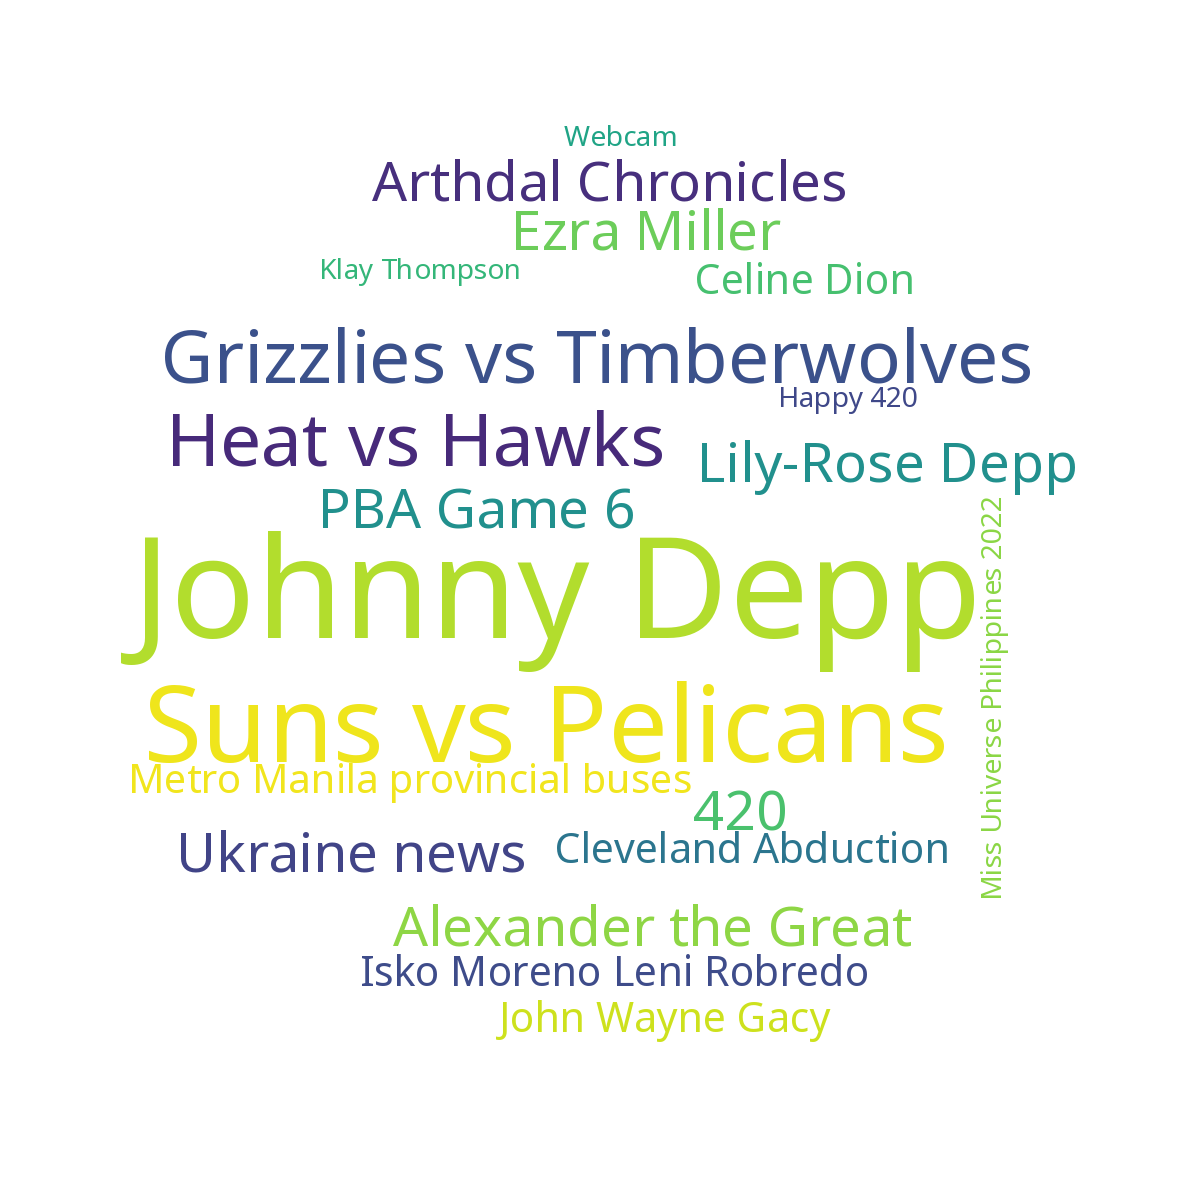 Webcam
Arthdal Chronicles
Ezra Miller
Klay Thompson
Celine Dion
Grizzlies vs Timberwolves
Happy 420
Heat vs Hawks
Lily-Rose Depp
PBA Game 6
Johnny Depp
Miss Universe Philippines 2022
Suns vs Pelicans
Metro Manila provincial buses
420
Ukraine news
Cleveland Abduction
Alexander the Great
Isko Moreno Leni Robredo
John Wayne Gacy